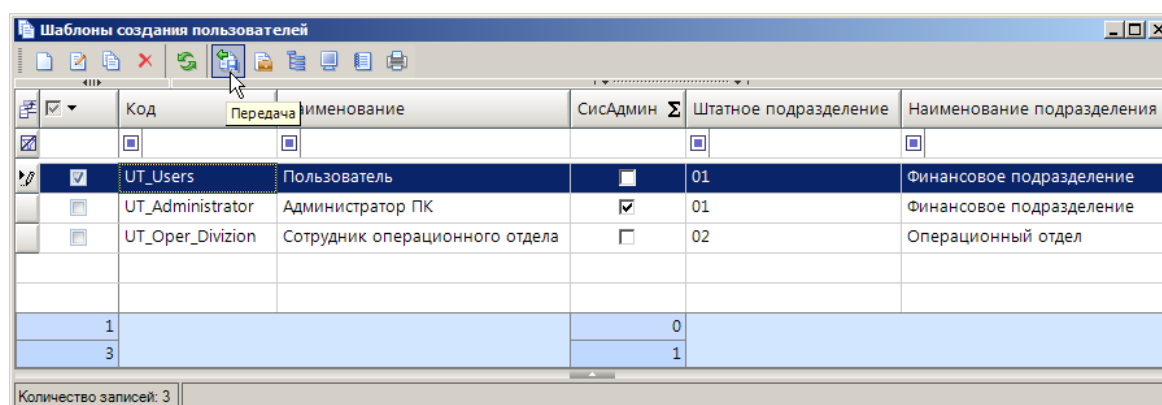 Шаблоны создания пользователей
Код Наименование СисАдмин Σ Штатное подразделение Наименование подразделения
Передача
UT_Users Пользователь 01 Финансовое подразделение
UT_Administrator Администратор ПК 01 Финансовое подразделение
UT_Oper_Divizion Сотрудник операционного отдела 02 Операционный отдел
1 0
3 1
Количество записей: 3